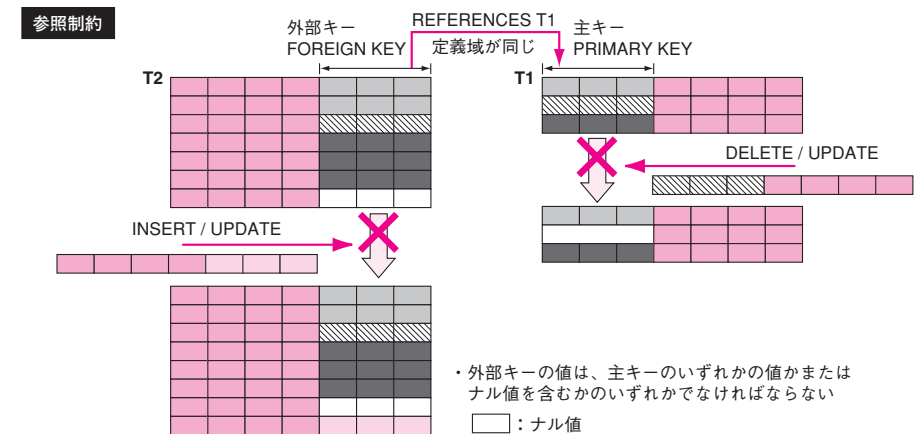 参照制約
外部キー
FOREIGN KEY
REFERENCES T1
定義域が同じ
主キー
PRIMARY KEY
T2
T1
DELETE / UPDATE
INSERT / UPDATE
・外部キーの値は、主キーのいずれかの値かまたは
ナル値を含むかのいずれかでなければならない
：ナル値